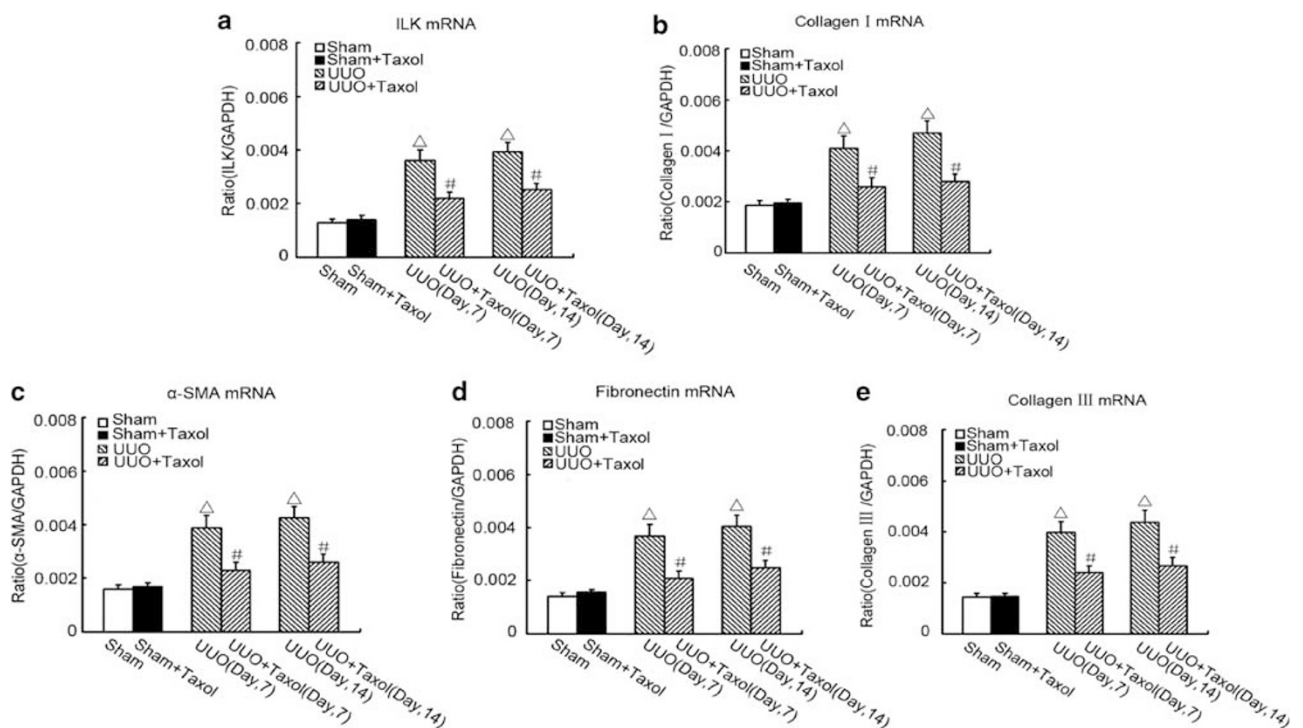 a
ILK mRNA
Ratio(ILK/GAPDH)
0.008
0.006
0.004
0.002
0
Sham
Sham+Taxol
UUO
UUO+Taxol
△
#
△
#
Sham
Sham+Taxol
UUO(Day,7)
UUO+Taxol(Day,7)
UUO(Day,14)
UUO+Taxol(Day,14)
b
Collagen Ⅰ mRNA
Ratio(Collagen Ⅰ/GAPDH)
0.008
0.006
0.004
0.002
0
Sham
Sham+Taxol
UUO
UUO+Taxol
△
#
△
#
Sham
Sham+Taxol
UUO(Day,7)
UUO+Taxol(Day,7)
UUO(Day,14)
UUO+Taxol(Day,14)
c
α-SMA mRNA
Ratio(α-SMA/GAPDH)
0.008
0.006
0.004
0.002
0
Sham
Sham+Taxol
UUO
UUO+Taxol
△
#
△
#
Sham
Sham+Taxol
UUO(Day,7)
UUO+Taxol(Day,7)
UUO(Day,14)
UUO+Taxol(Day,14)
d
Fibronectin mRNA
Ratio(Fibronectin/GAPDH)
0.008
0.006
0.004
0.002
0
Sham
Sham+Taxol
UUO
UUO+Taxol
△
#
△
#
Sham
Sham+Taxol
UUO(Day,7)
UUO+Taxol(Day,7)
UUO(Day,14)
UUO+Taxol(Day,14)
e
Collagen III mRNA
Ratio(Collagen Ⅲ/GAPDH)
0.008
0.006
0.004
0.002
0
Sham
Sham+Taxol
UUO
UUO+Taxol
△
#
△
#
Sham
Sham+Taxol
UUO(Day,7)
UUO+Taxol(Day,7)
UUO(Day,14)
UUO+Taxol(Day,14)